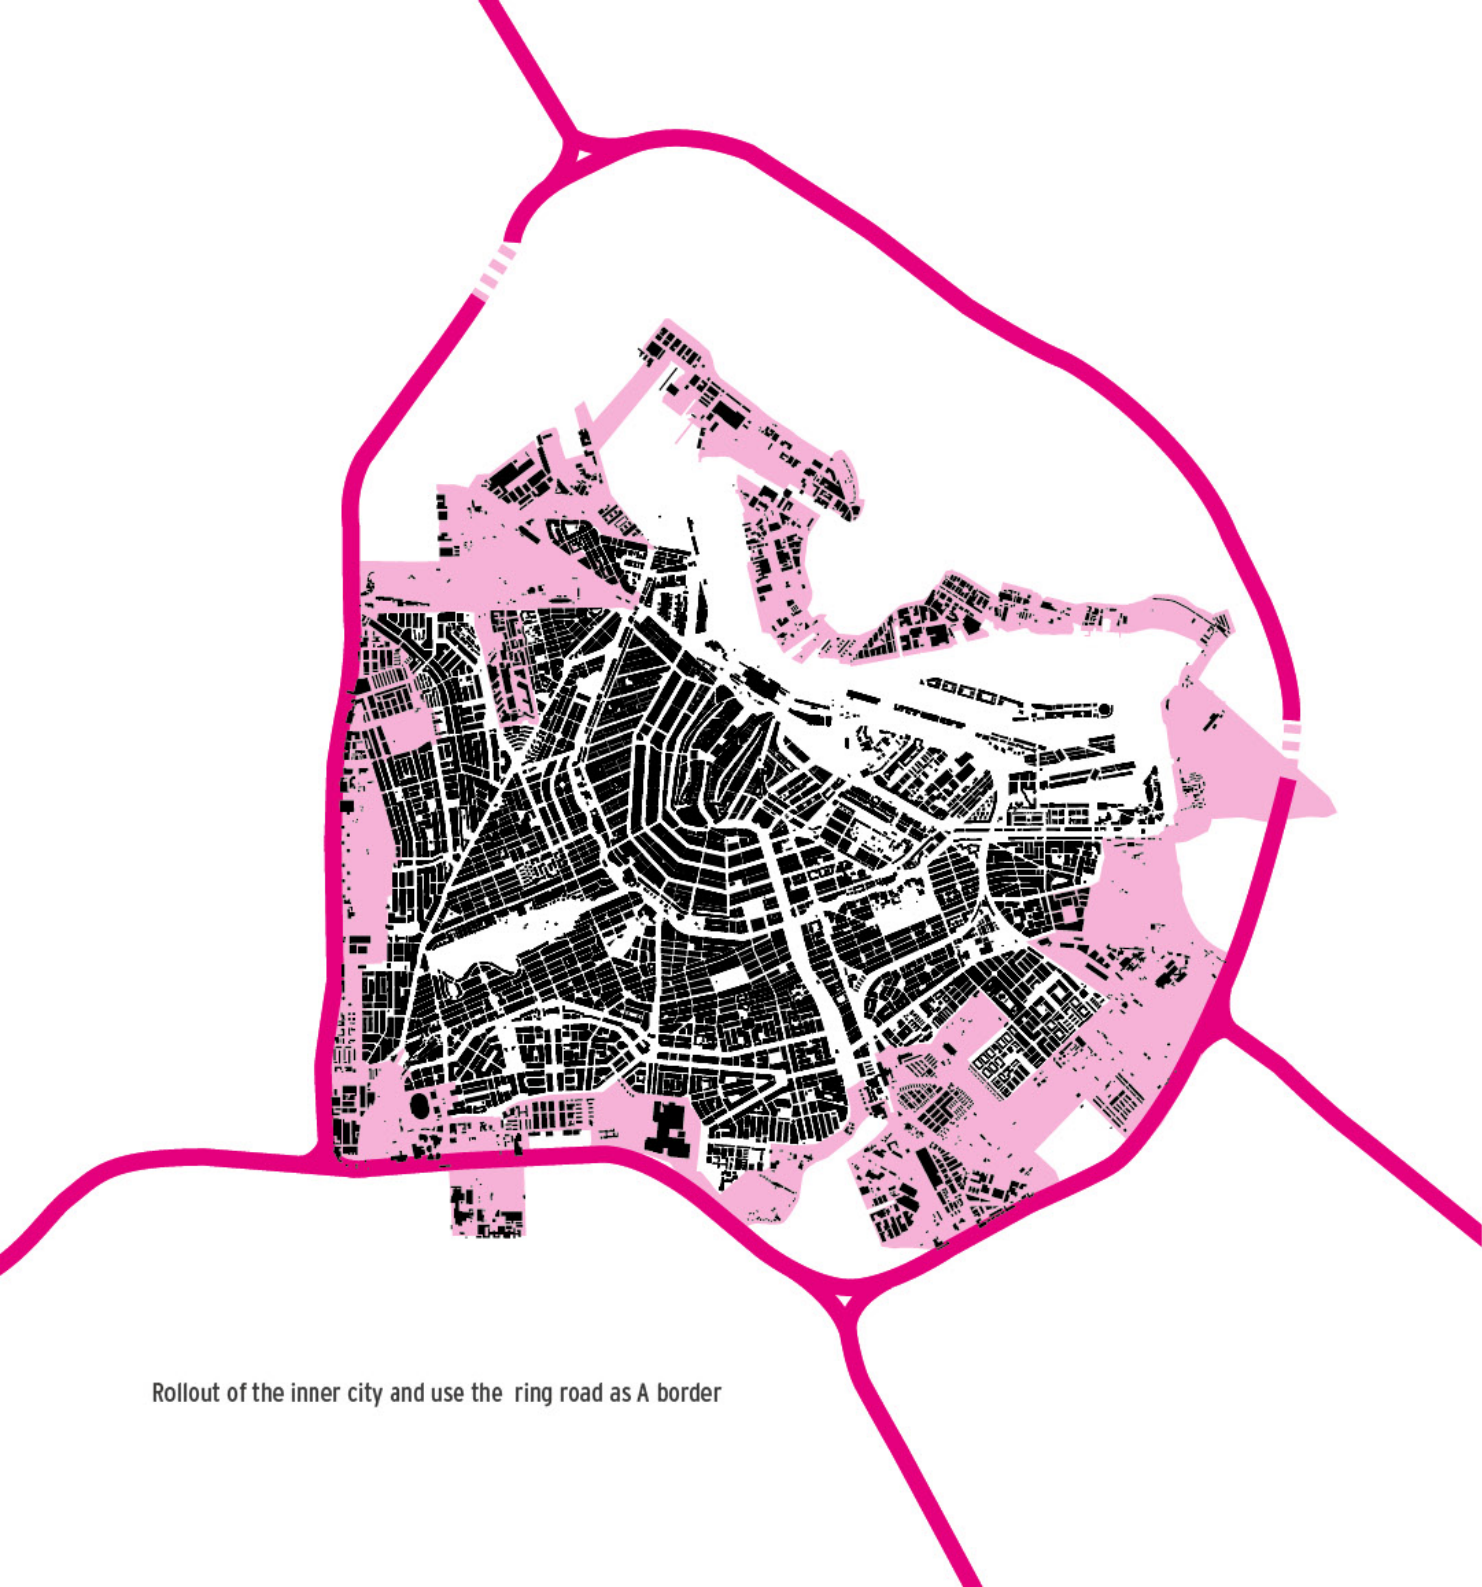 Rollout of the inner city and use the ring road as A border